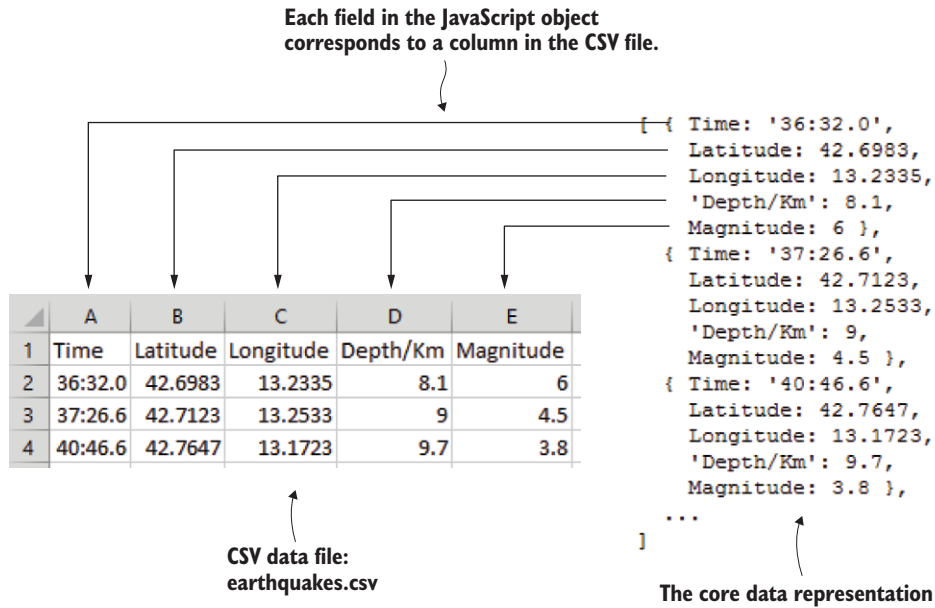 Each field in the JavaScript object
corresponds to a column in the CSV file.
[ { Time: '36:32.0',
Latitude: 42.6983,
Longitude: 13.2335,
'Depth/Km': 8.1,
Magnitude: 6 },
{ Time: '37:26.6',
Latitude: 42.7123,
Longitude: 13.2533,
'Depth/Km': 9,
Magnitude: 4.5 },
{ Time: '40:46.6',
Latitude: 42.7647,
Longitude: 13.1723,
'Depth/Km': 9.7,
Magnitude: 3.8 },
...
]
A B C D E
1 Time Latitude Longitude Depth/Km Magnitude
2 36:32.0 42.6983 13.2335 8.1 6
3 37:26.6 42.7123 13.2533 9 4.5
4 40:46.6 42.7647 13.1723 9.7 3.8
CSV data file:
earthquakes.csv
The core data representation